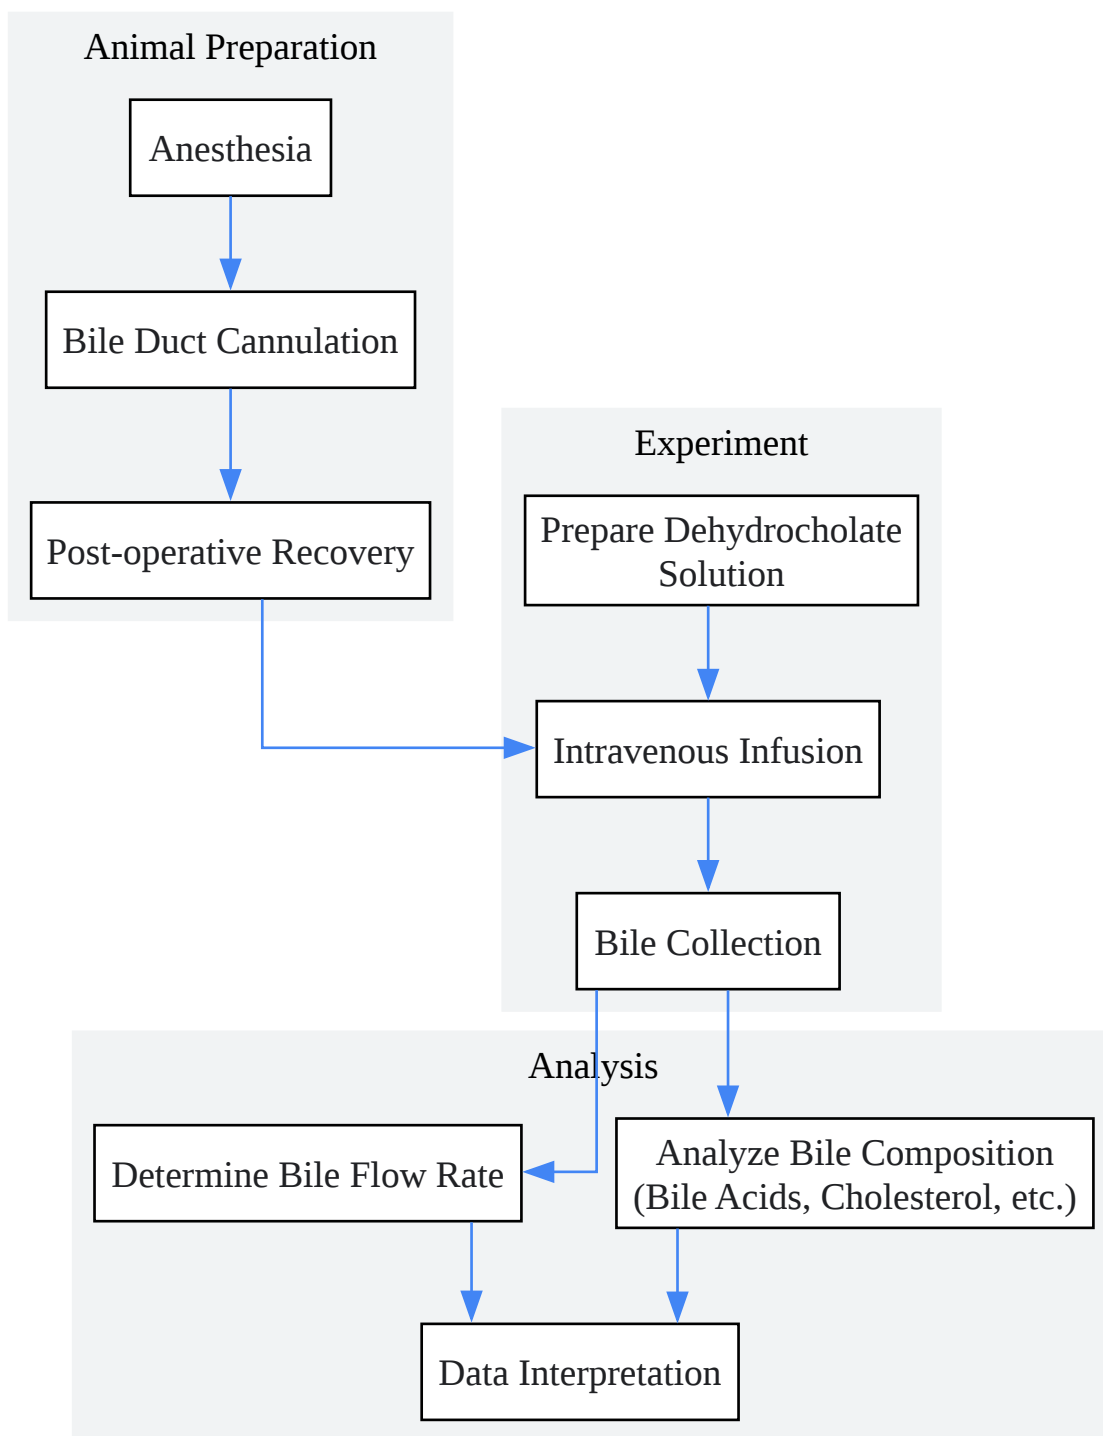 Animal Preparation
Anesthesia
Bile Duct Cannulation
Post-operative Recovery
Experiment
Prepare Dehydrocholate
Solution
Intravenous Infusion
Bile Collection
Analysis
Determine Bile Flow Rate
Analyze Bile Composition
(Bile Acids, Cholesterol, etc.)
Data Interpretation